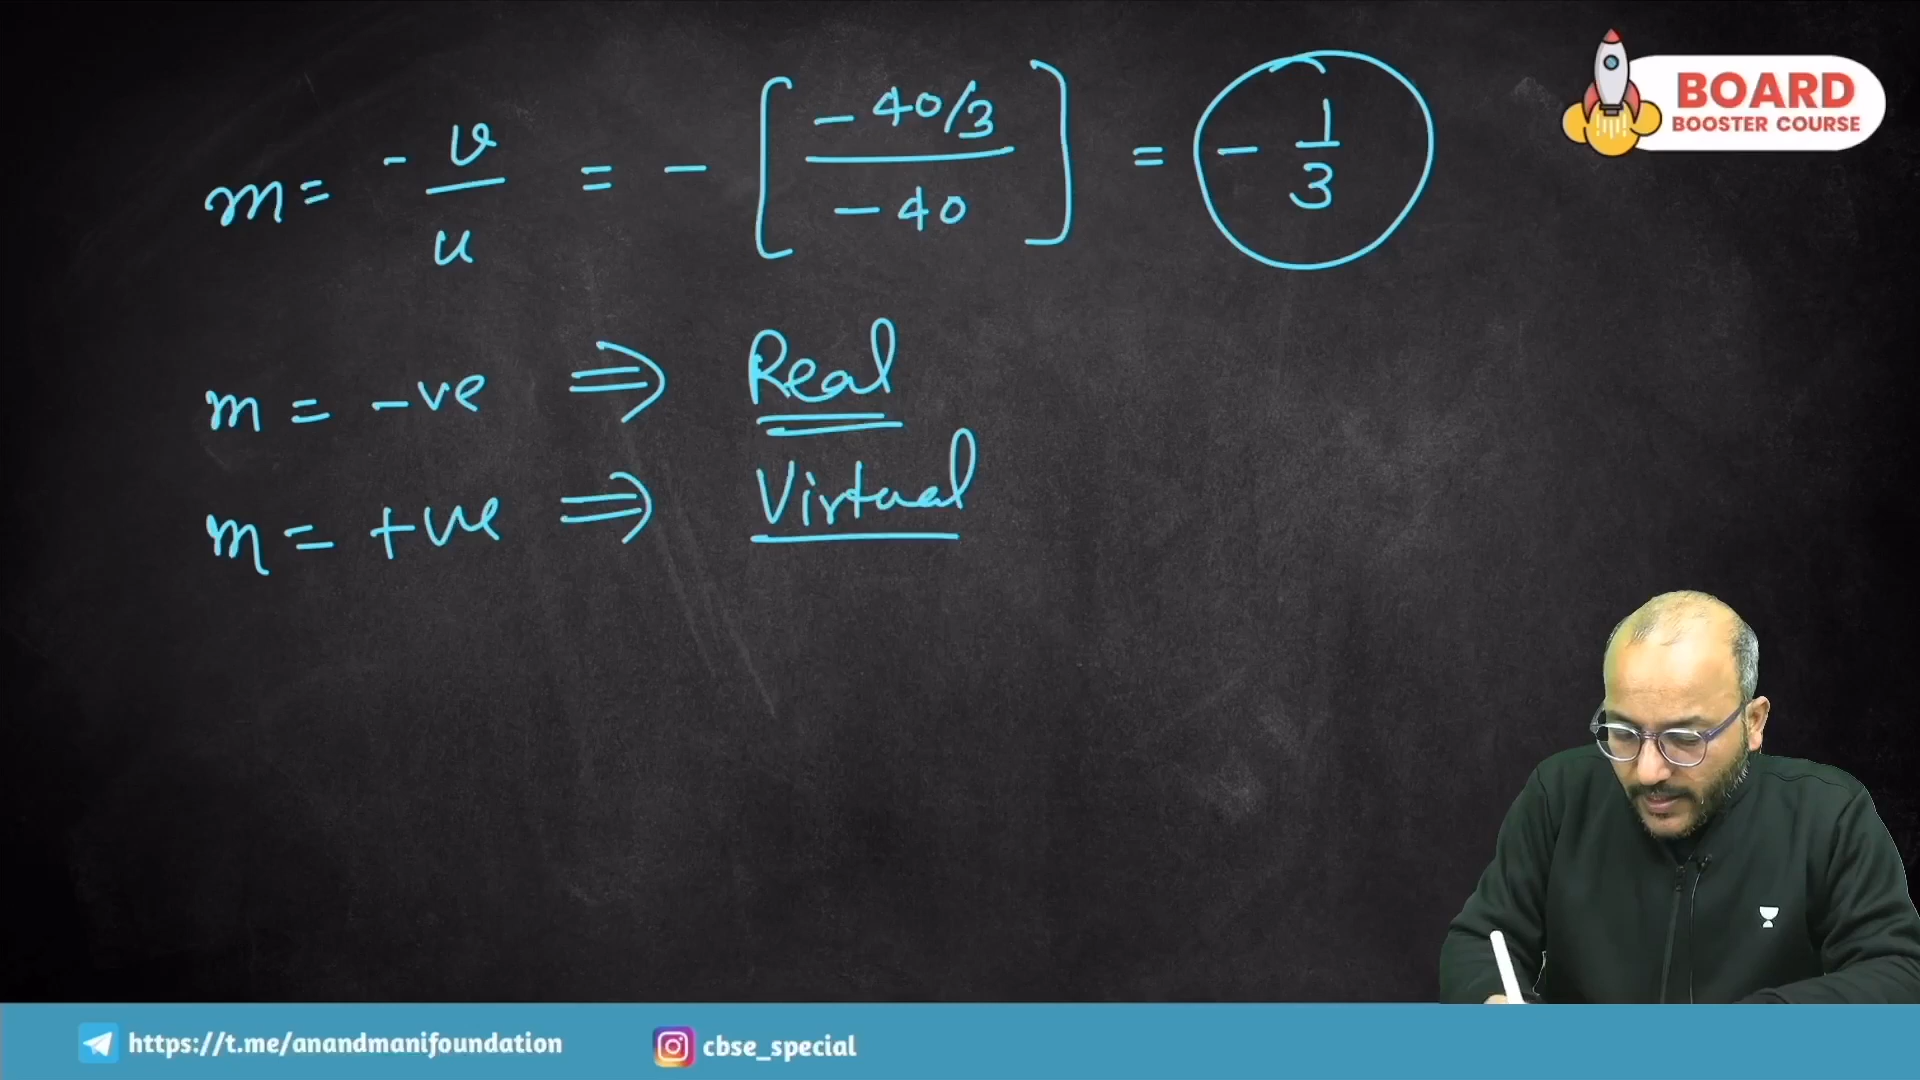 m = -v/u = - [ -40/3 / -40 ] = - 1/3
BOARD
BOOSTER COURSE
m = -ve ⇒ Real
m = +ve ⇒ Virtual
https://t.me/anandmanifoundation
cbse_special